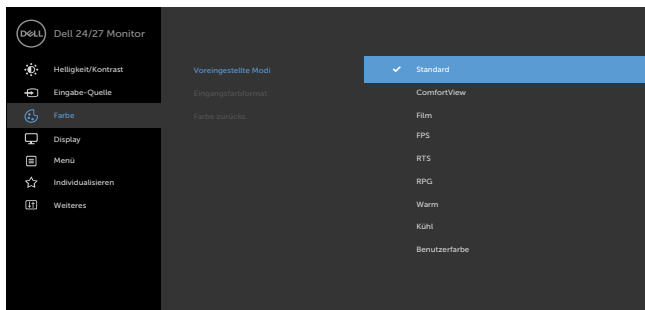 DELL Dell 24/27 Monitor
Helligkeit/Kontrast
Eingabe-Quelle
Farbe
Display
Menü
Individualisieren
Weiteres
Voreingestellte Modi
Eingangsfarbformat
Farbe zurücks.
Standard
ComfortView
Film
FPS
RTS
RPG
Warm
Kühl
Benutzerfarbe